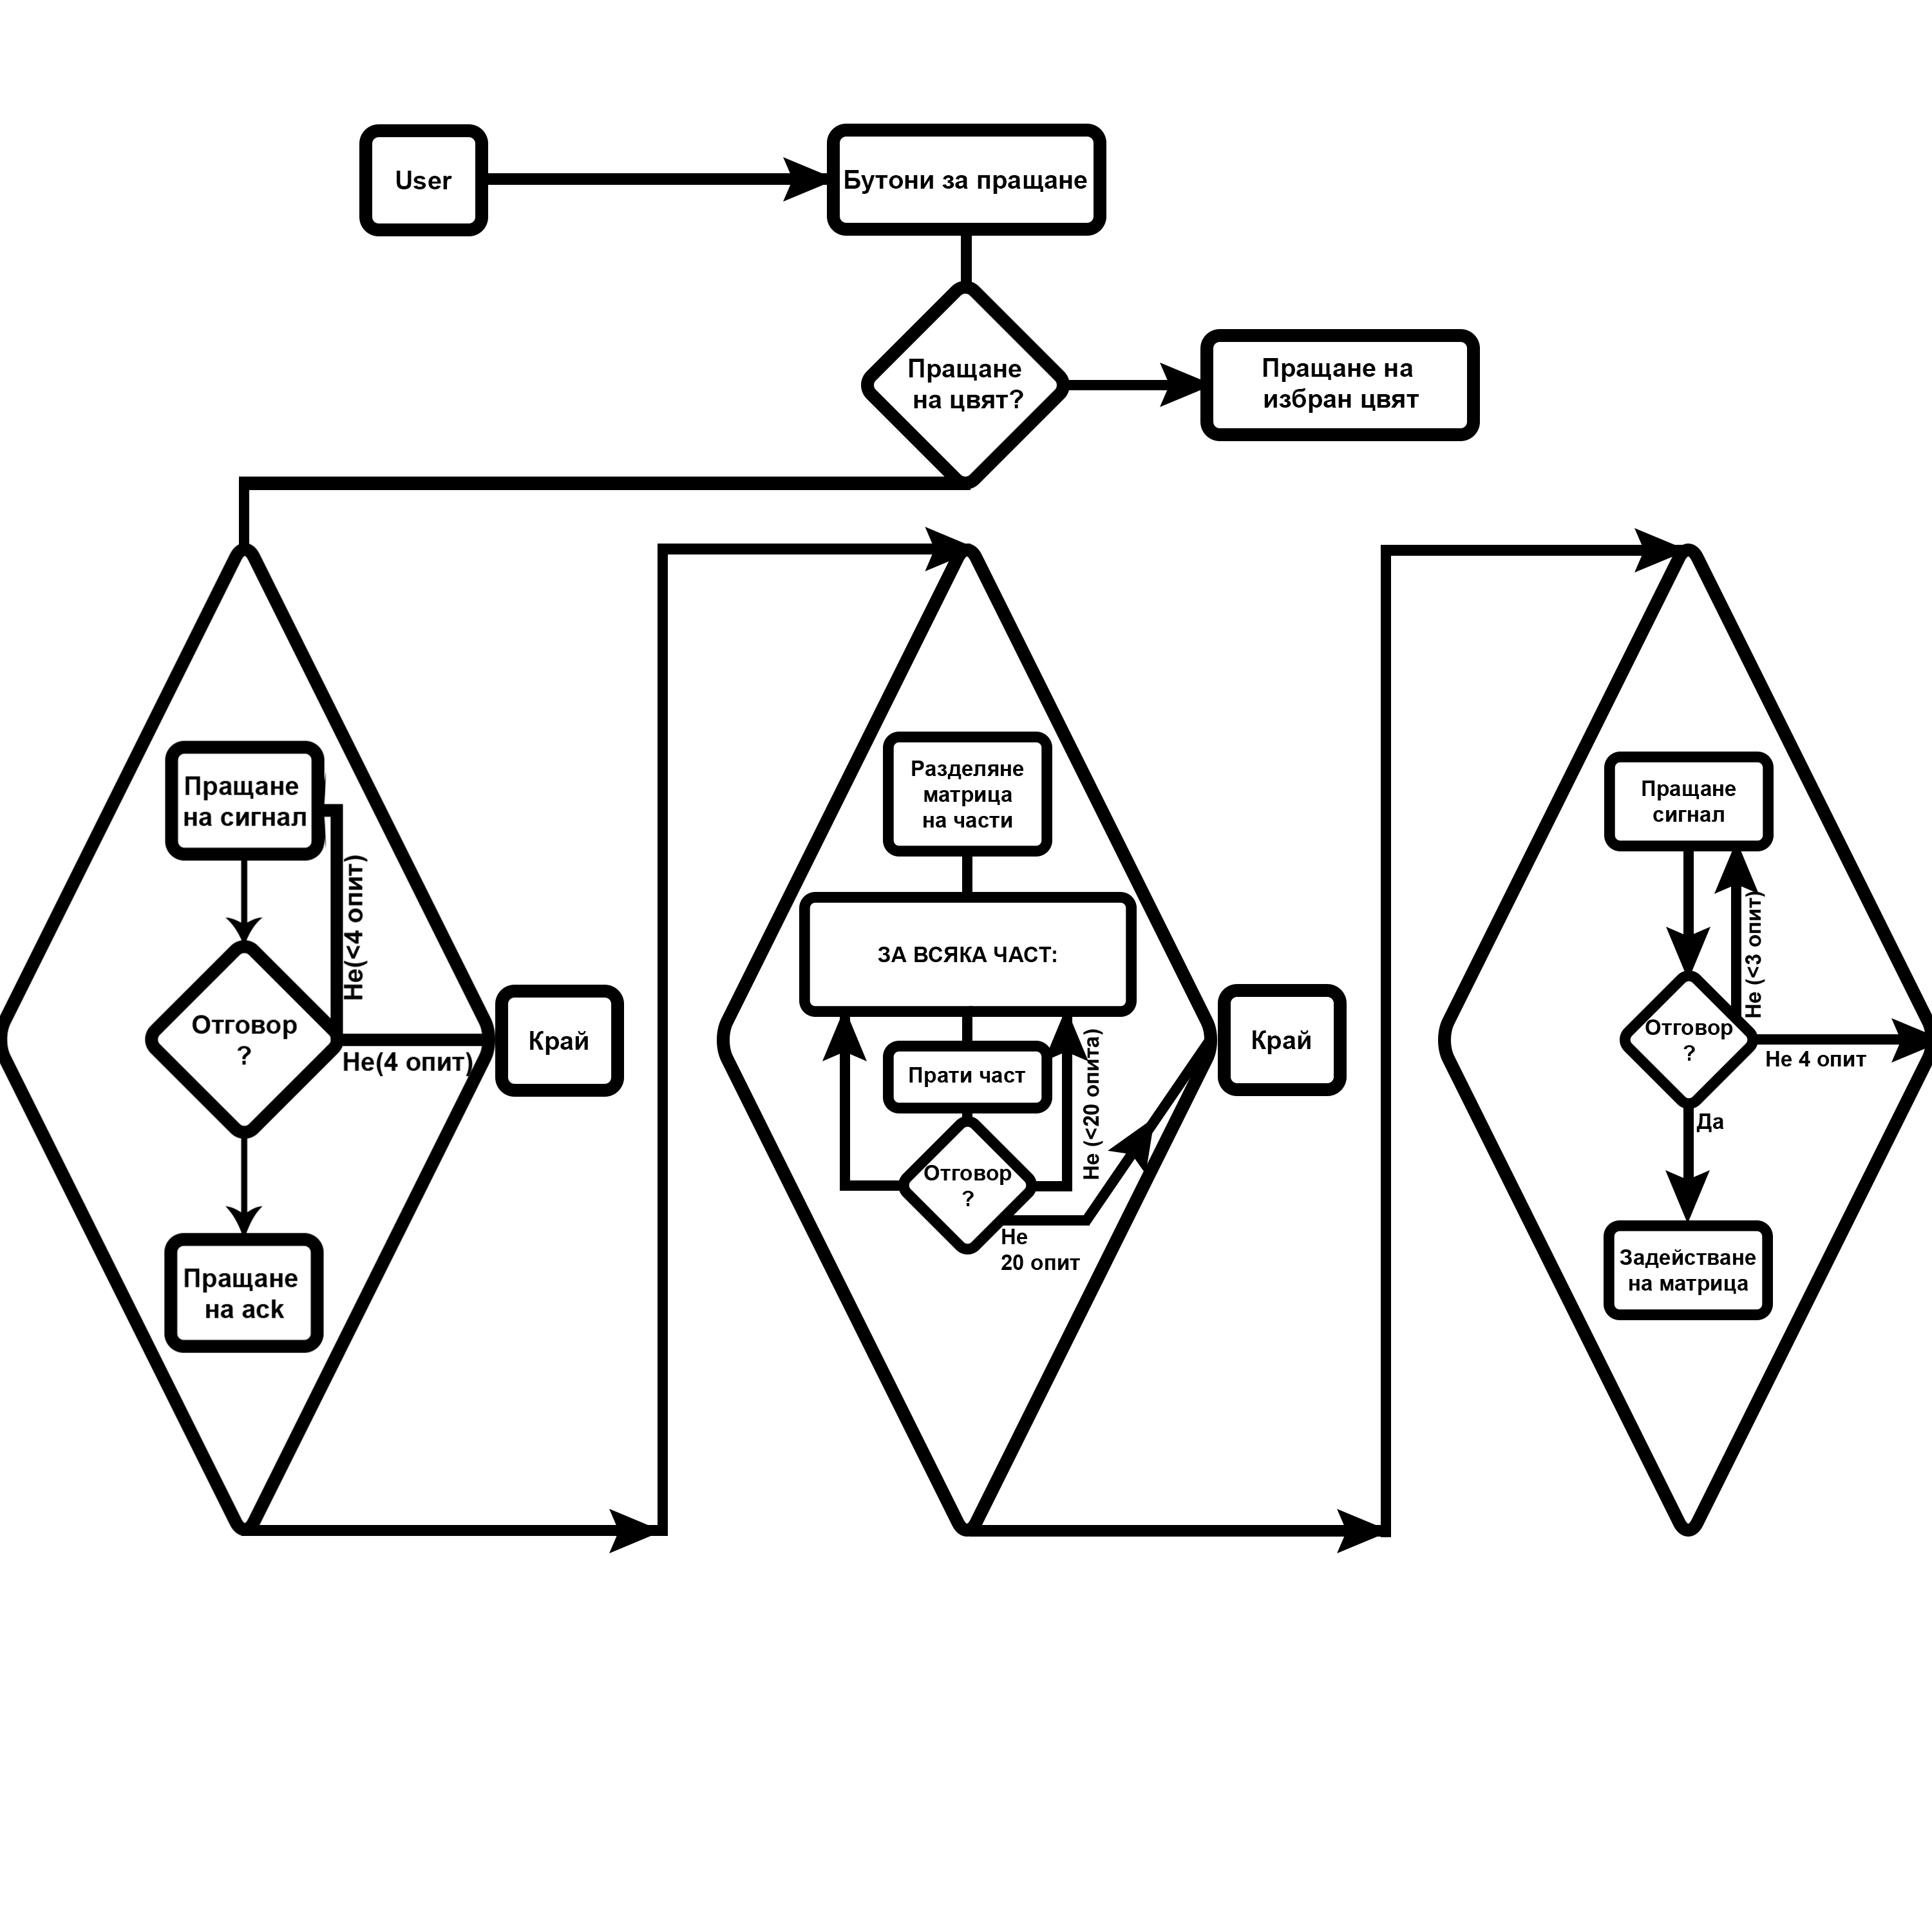 User
Бутони за пращане
Пращане
на цвят?
Пращане на
избран цвят
Пращане
на сигнал
Не(<4 опит)
Отговор
?
Не(4 опит)
Край
Пращане
на ack
Разделяне
матрица
на части
ЗА ВСЯКА ЧАСТ:
Прати част
Не (<20 опита)
Отговор
?
Не
20 опит
Край
Пращане
сигнал
Не (<3 опит)
Отговор
?
Не 4 опит
Да
Задействане
на матрица